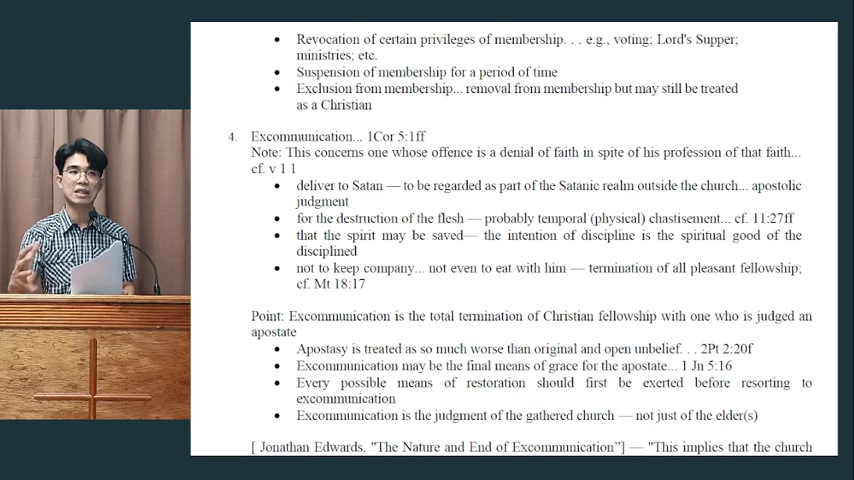 • Revocation of certain privileges of membership. . . e.g., voting; Lord's Supper;
ministries; etc.
• Suspension of membership for a period of time
• Exclusion from membership... removal from membership but may still be treated
as a Christian
4. Excommunication... 1Cor 5:1ff
Note: This concerns one whose offence is a denial of faith in spite of his profession of that faith...
cf. v 1 1
• deliver to Satan — to be regarded as part of the Satanic realm outside the church... apostolic
judgment
• for the destruction of the flesh — probably temporal (physical) chastisement... cf. 11:27ff
• that the spirit may be saved— the intention of discipline is the spiritual good of the
disciplined
• not to keep company... not even to eat with him — termination of all pleasant fellowship;
cf. Mt 18:17
Point: Excommunication is the total termination of Christian fellowship with one who is judged an
apostate
• Apostasy is treated as so much worse than original and open unbelief. . . 2Pt 2:20f
• Excommunication may be the final means of grace for the apostate... 1 Jn 5:16
• Every possible means of restoration should first be exerted before resorting to
excommunication
• Excommunication is the judgment of the gathered church — not just of the elder(s)
[ Jonathan Edwards, "The Nature and End of Excommunication"] — "This implies that the church